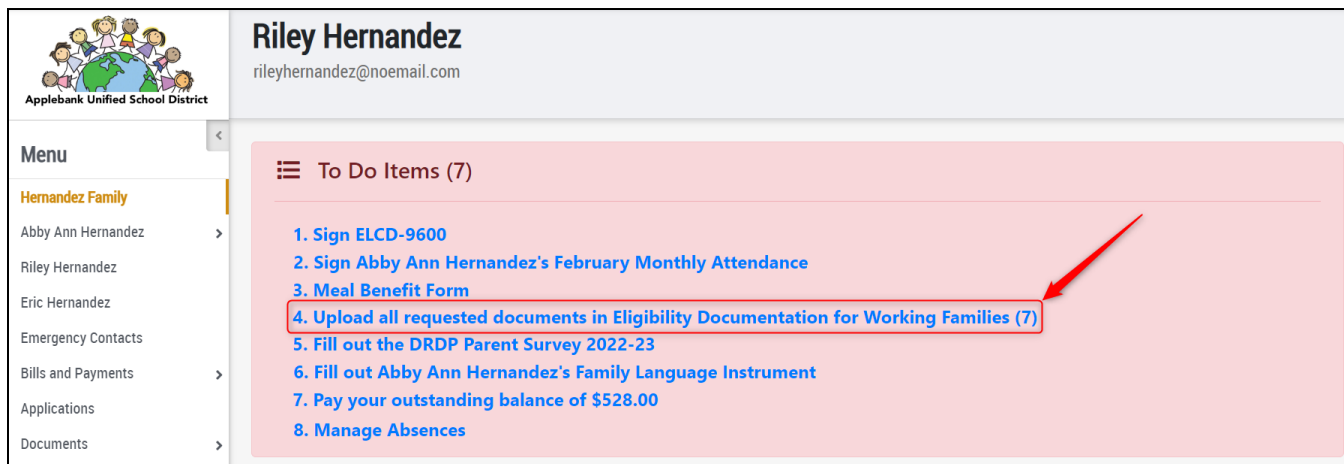 Applebank Unified School District
Riley Hernandez
rileyhernandez@noemail.com
Menu
Hernandez Family
Abby Ann Hernandez
Riley Hernandez
Eric Hernandez
Emergency Contacts
Bills and Payments
Applications
Documents
To Do Items (7)
1. Sign ELCD-9600
2. Sign Abby Ann Hernandez's February Monthly Attendance
3. Meal Benefit Form
4. Upload all requested documents in Eligibility Documentation for Working Families (7)
5. Fill out the DRDP Parent Survey 2022-23
6. Fill out Abby Ann Hernandez's Family Language Instrument
7. Pay your outstanding balance of $528.00
8. Manage Absences